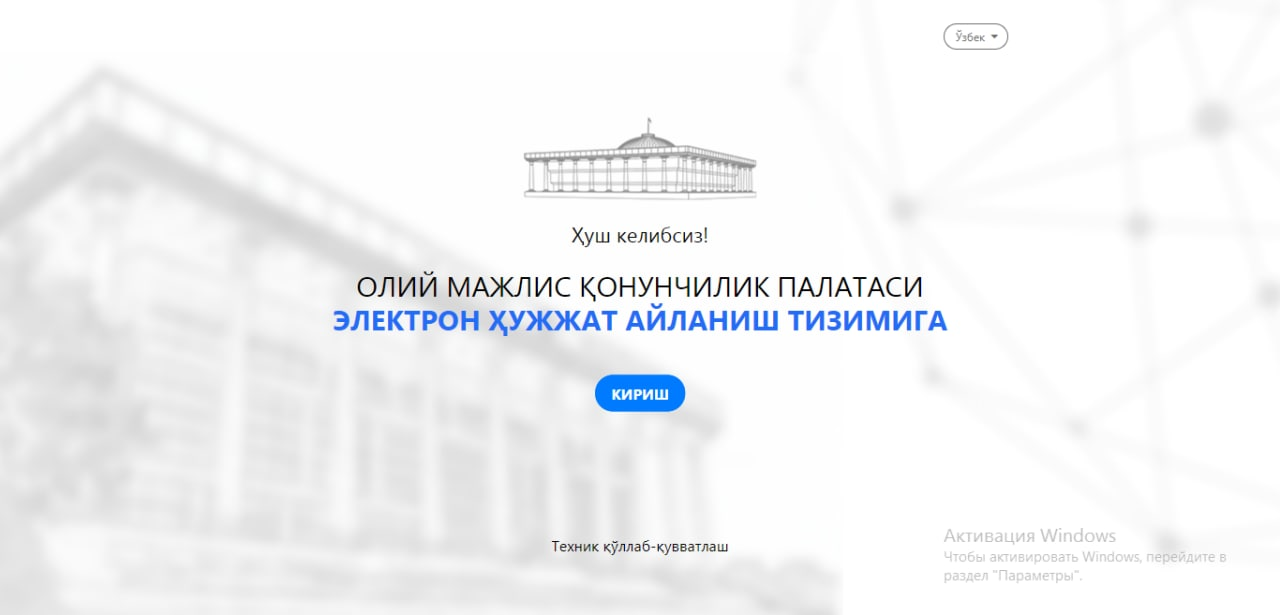 Ўзбек
Ҳуш келибсиз!
ОЛИЙ МАЖЛИС ҚОНУНЧИЛИК ПАЛАТАСИ
ЭЛЕКТРОН ҲУЖЖАТ АЙЛАНИШ ТИЗИМИГА
КИРИШ
Техник қўллаб-қувватлаш
Активация Windows
Чтобы активировать Windows, перейдите в
раздел "Параметры".